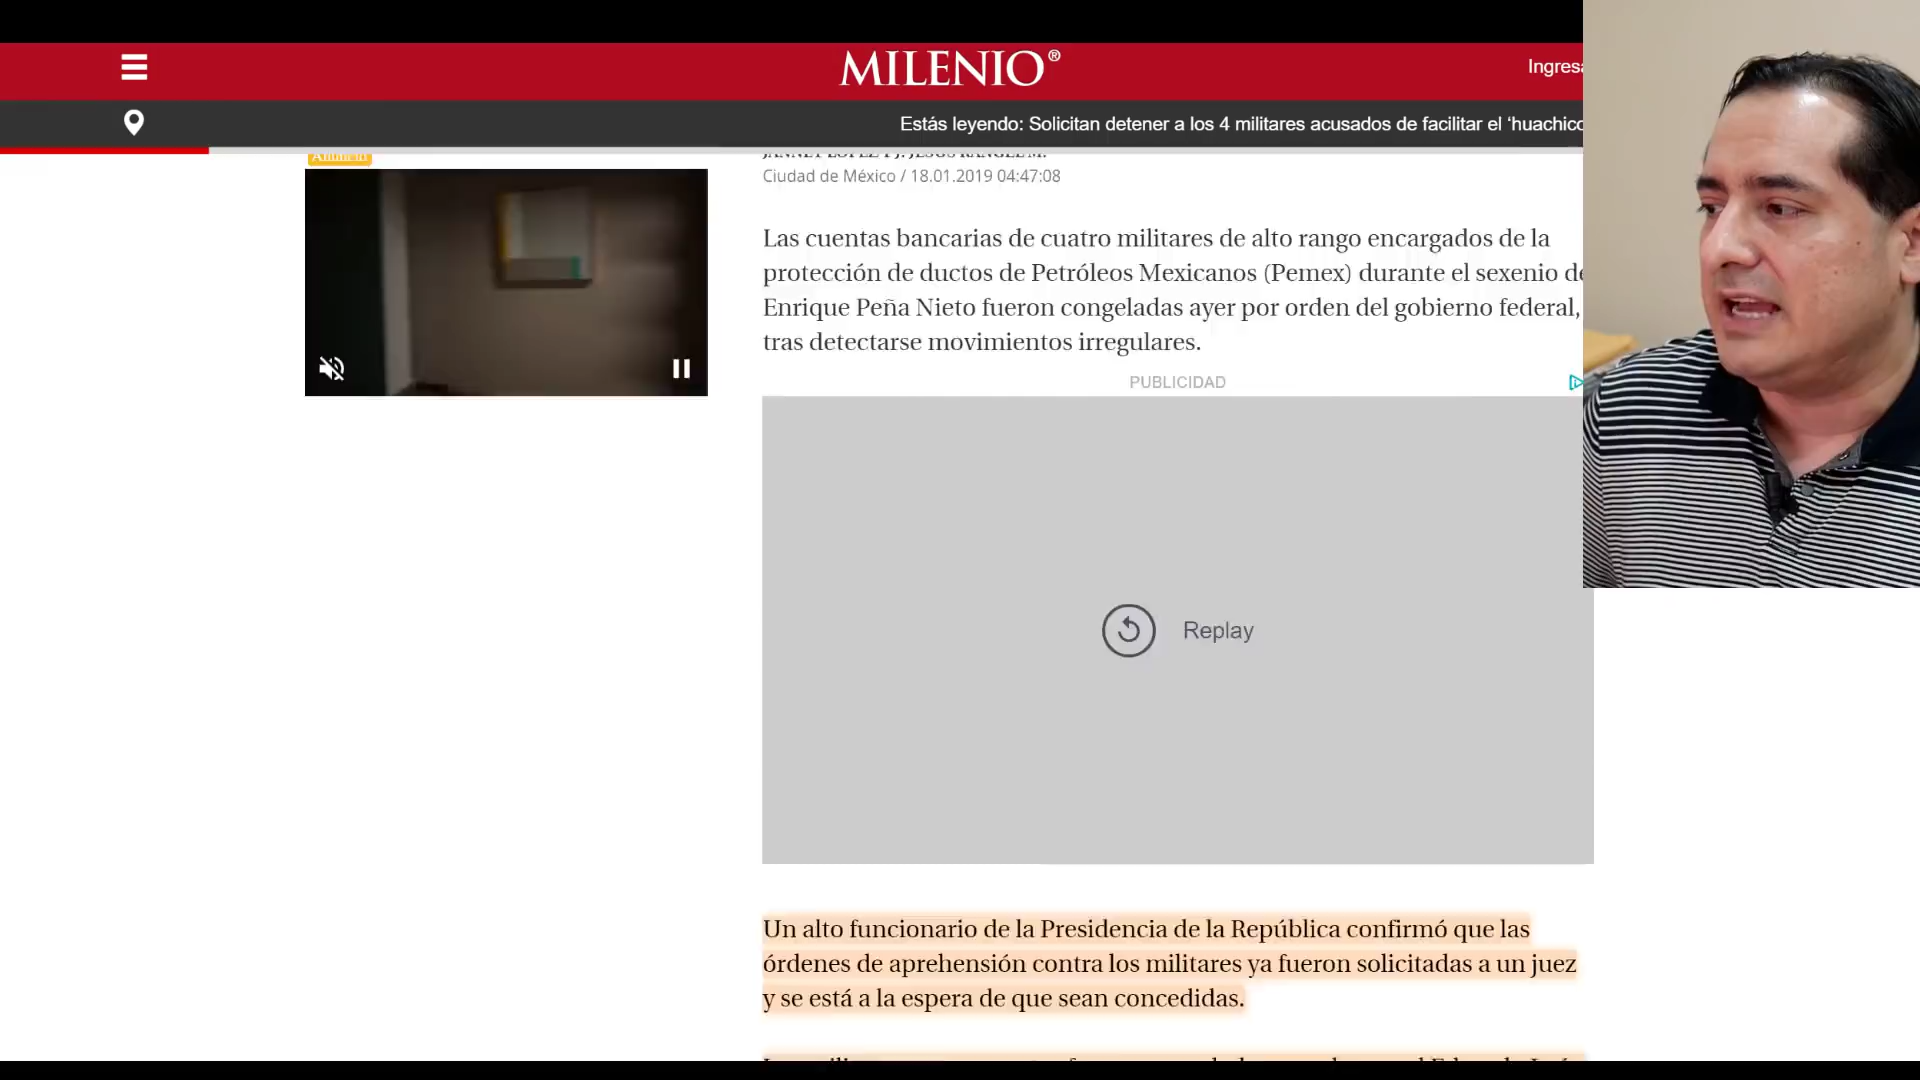 MILENIO®
Ingresa
Estás leyendo: Solicitan detener a los 4 militares acusados de facilitar el ‘huachico
Anuncio
Ciudad de México / 18.01.2019 04:47:08
Las cuentas bancarias de cuatro militares de alto rango encargados de la
protección de ductos de Petróleos Mexicanos (Pemex) durante el sexenio de
Enrique Peña Nieto fueron congeladas ayer por orden del gobierno federal,
tras detectarse movimientos irregulares.
PUBLICIDAD
Replay
Un alto funcionario de la Presidencia de la República confirmó que las
órdenes de aprehensión contra los militares ya fueron solicitadas a un juez
y se está a la espera de que sean concedidas.